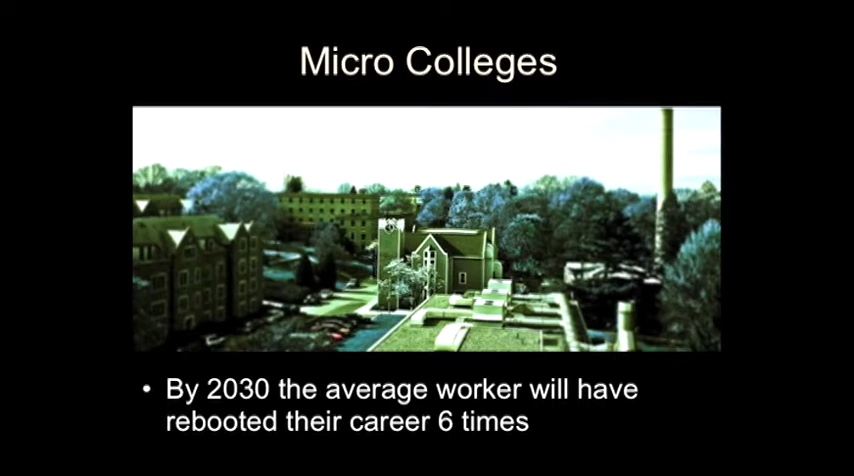 Micro Colleges
• By 2030 the average worker will have
rebooted their career 6 times